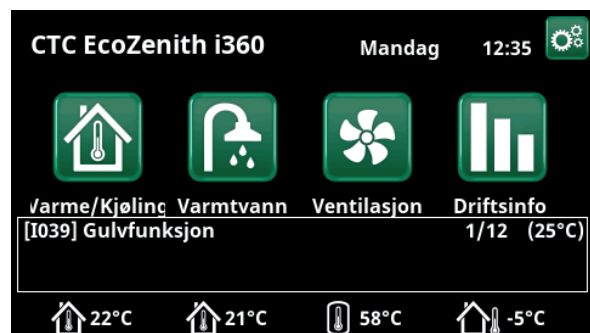 CTC EcoZenith i360 Mandag 12:35
Varme/Kjøling Varmtvann Ventilasjon Driftsinfo
[I039] Gulvfunksjon 1/12 (25°C)
22°C 21°C 58°C -5°C